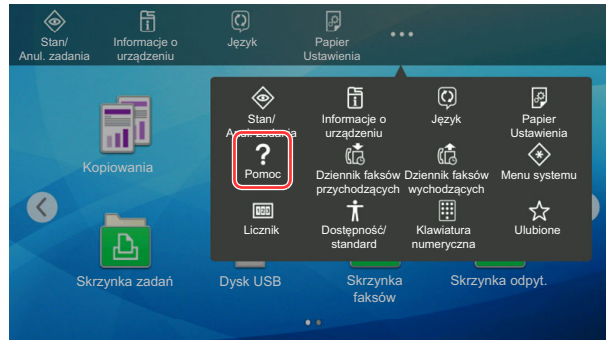 Stan/
Anul. zadania
Informacje o
urządzeniu
Język
Papier
Ustawienia
Stan/
Anul. zadania
Informacje o
urządzeniu
Język
Papier
Ustawienia
Pomoc
Dziennik faksów
przychodzących
Dziennik faksów
wychodzących
Menu systemu
Licznik
Dostępność/
standard
Klawiatura
numeryczna
Ulubione
Kopiowania
Skrzynka zadań
Dysk USB
Skrzynka
faksów
Skrzynka odpyt.